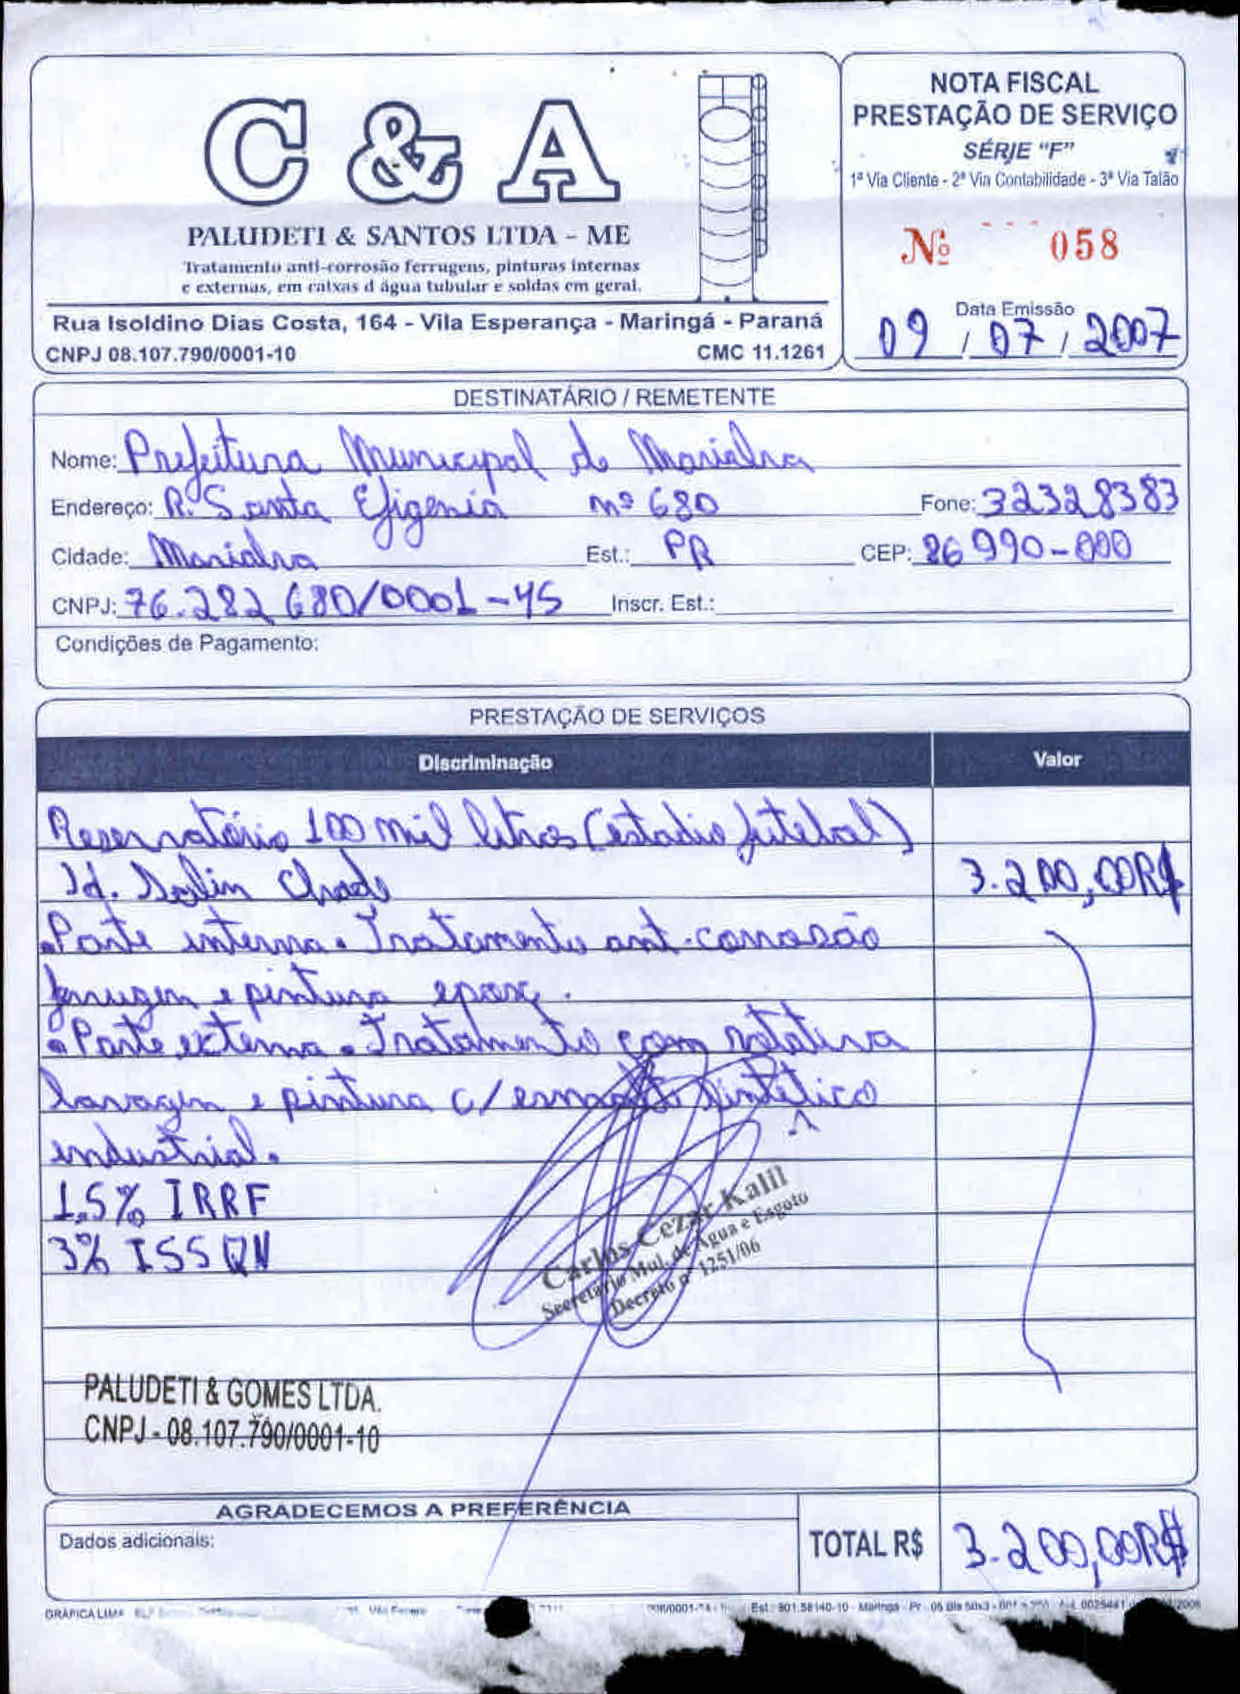 C & A
PALUDETI & SANTOS LTDA - ME
Tratamento anti-corrosão ferrugens, pinturas internas
e externas, em caixas d água tubular e soldas em geral.
Rua Isoldino Dias Costa, 164 - Vila Esperança - Maringá - Paraná
CNPJ 08.107.790/0001-10 CMC 11.1261
NOTA FISCAL
PRESTAÇÃO DE SERVIÇO
SÉRIE "F"
1ª Via Cliente - 2ª Via Contabilidade - 3ª Via Talão
Nº 058
Data Emissão
09 / 07 / 2007
DESTINATÁRIO / REMETENTE
Nome: Prefeitura Municipal de Marialva
Endereço: R. Santa Efigenia nº 680 Fone: 32328383
Cidade: Marialva Est.: PR CEP: 86990-000
CNPJ: 76.282 680/0001-45 Inscr. Est.:
Condições de Pagamento:
PRESTAÇÃO DE SERVIÇOS
Discriminação Valor
Reservatório 100 mil litros (estadio futebal)
Jd. Salin Chade 3.200,00R$
Parte interna. Tratamento ant-corrosão
ferrugem e pintura epoxi.
Parte externa. Tratamento com rotativa
lavagem e pintura c/ esmalte sintético
industrial.
1,5% IRRF
3% ISSQN
Carlos Cezar Kalil
Secretário Mul. de Água e Esgoto
Decreto nº 1251/06
PALUDETI & GOMES LTDA.
CNPJ - 08.107.790/0001-10
AGRADECEMOS A PREFERÊNCIA
Dados adicionais:
TOTAL R$ 3.200,00R$
GRÁFICA LIMA